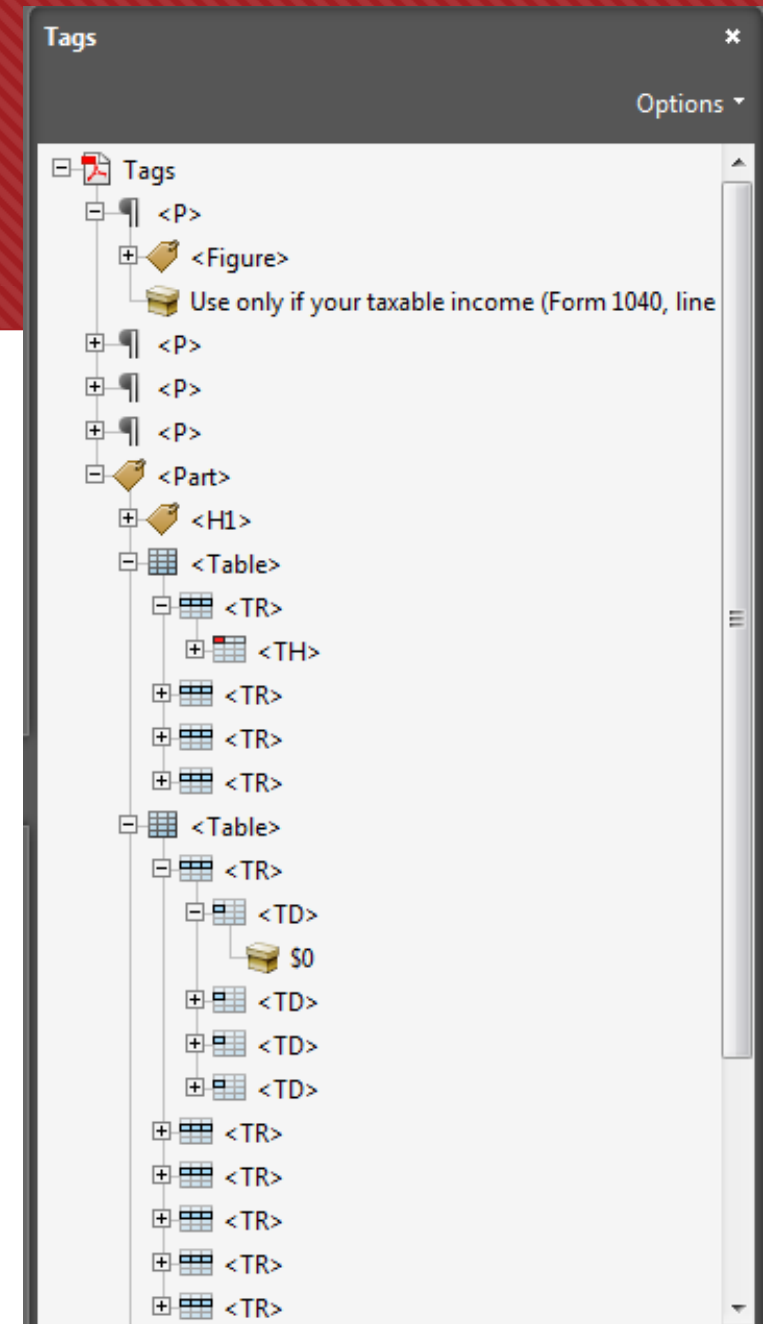 Tags
Options
Tags
<P>
<Figure>
Use only if your taxable income (Form 1040, line
<P>
<P>
<P>
<Part>
<H1>
<Table>
<TR>
<TH>
<TR>
<TR>
<TR>
<Table>
<TR>
<TD>
$0
<TD>
<TD>
<TD>
<TR>
<TR>
<TR>
<TR>
<TR>